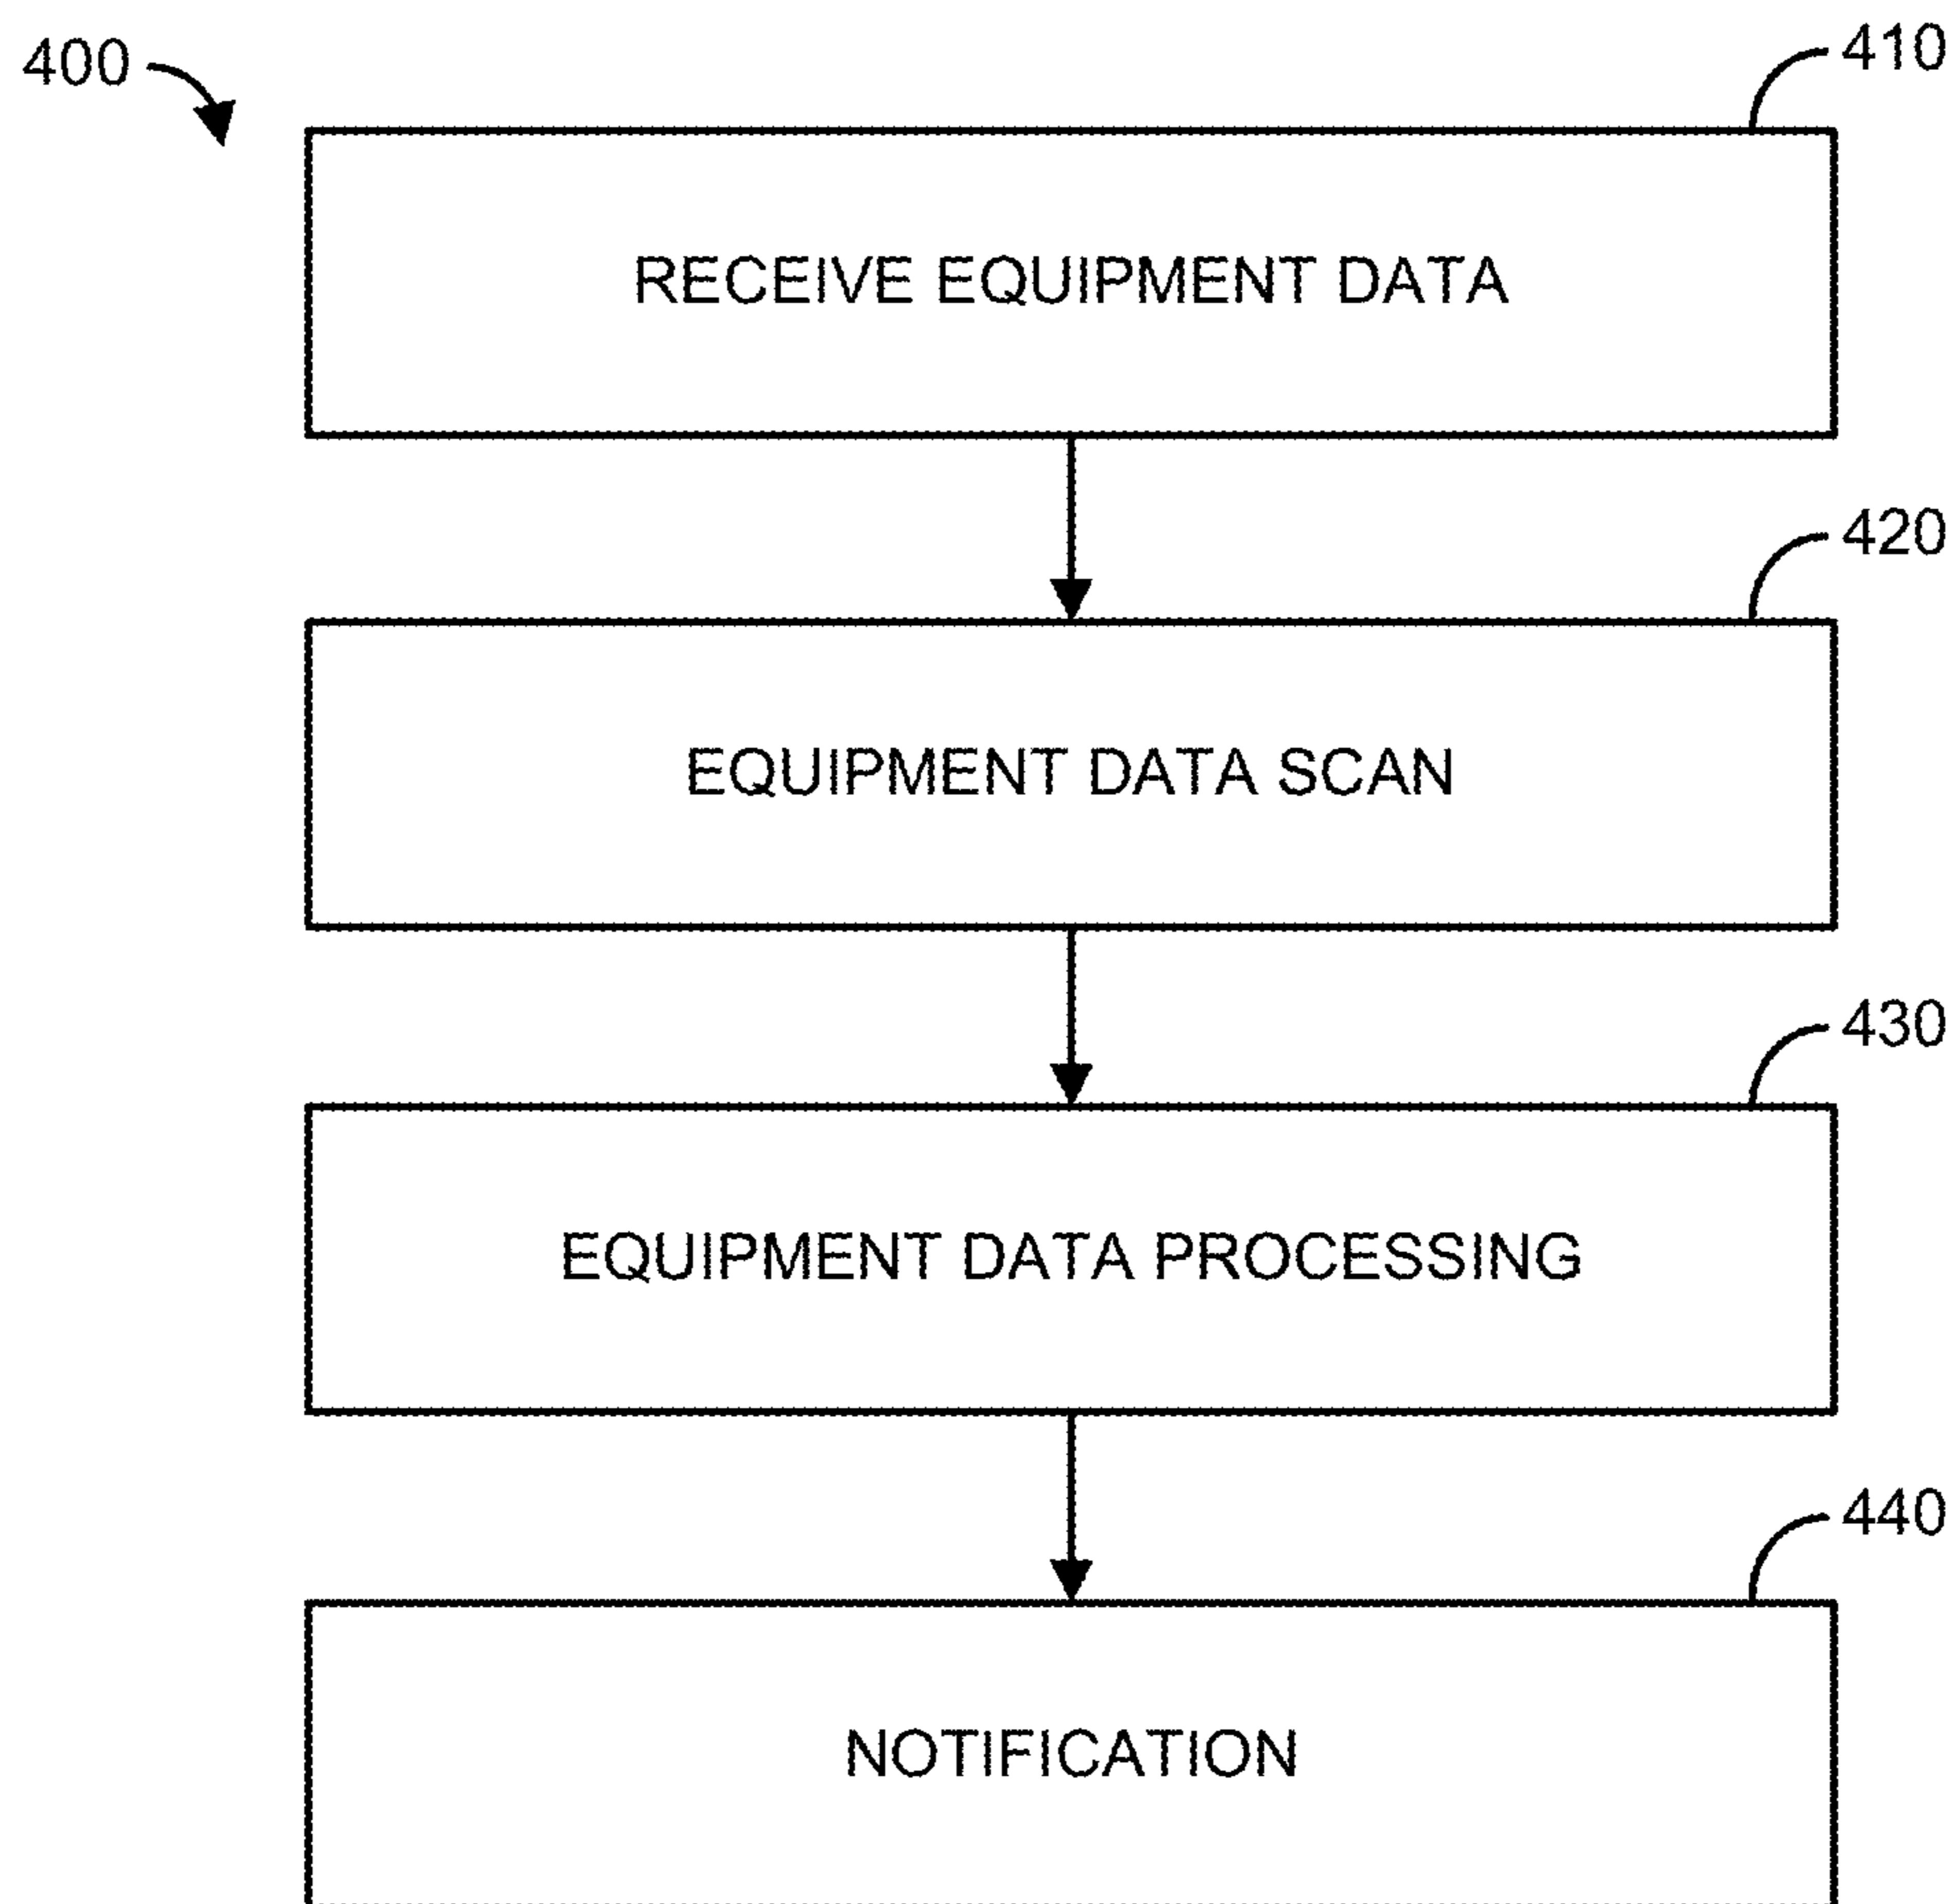 400
410
RECEIVE EQUIPMENT DATA
420
EQUIPMENT DATA SCAN
430
EQUIPMENT DATA PROCESSING
440
NOTIFICATION